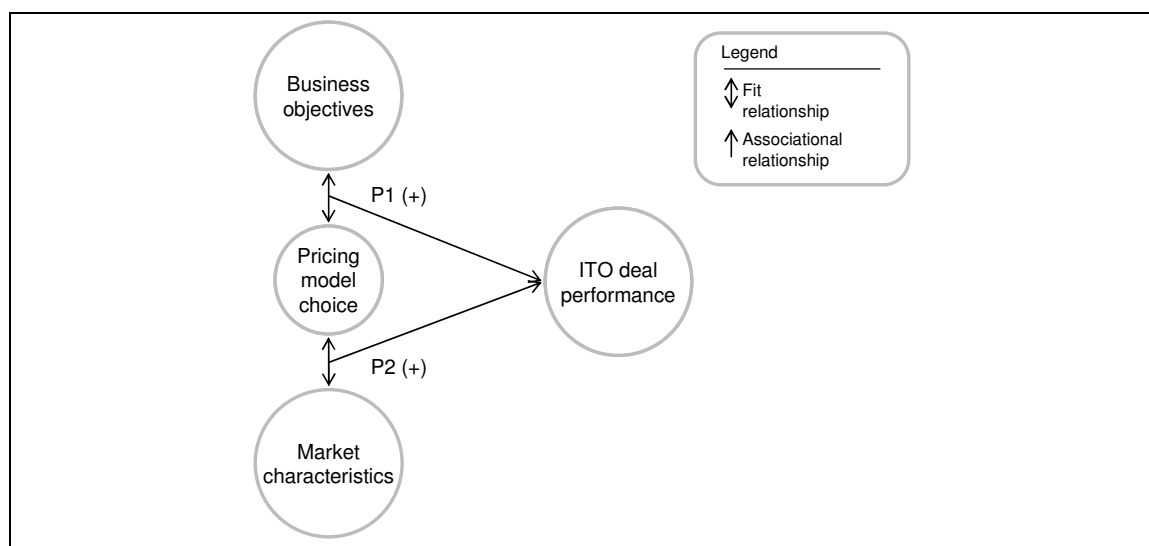 Business
objectives
Legend
Fit
relationship
Associational
relationship
P1 (+)
Pricing
model
choice
ITO deal
performance
P2 (+)
Market
characteristics